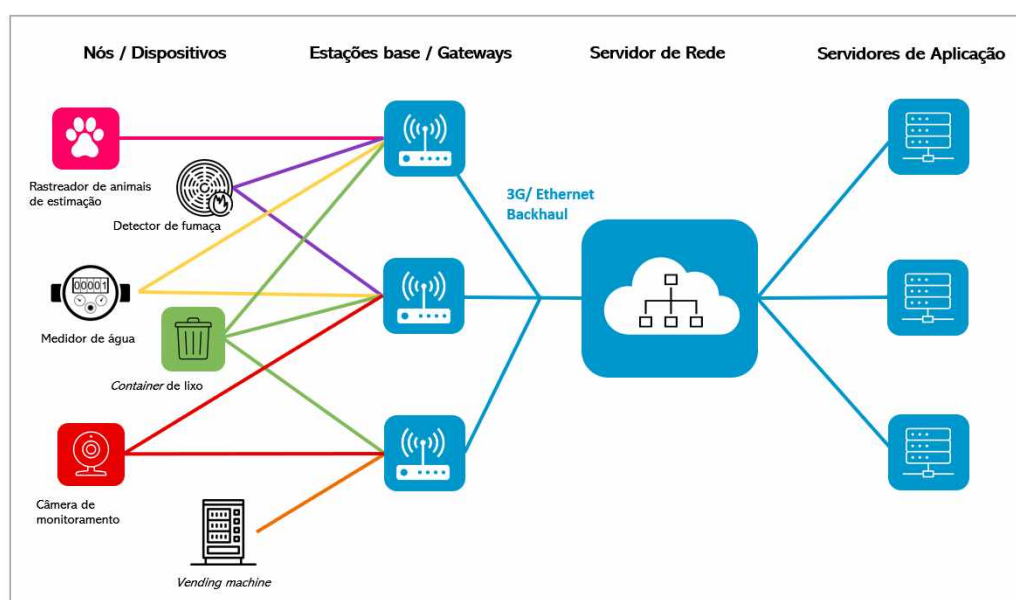 Nós / Dispositivos
Estações base / Gateways
Servidor de Rede
Servidores de Aplicação
Rastreador de animais
de estimação
Detector de fumaça
3G/ Ethernet
Backhaul
00001
Medidor de água
Container de lixo
Câmera de
monitoramento
Vending machine